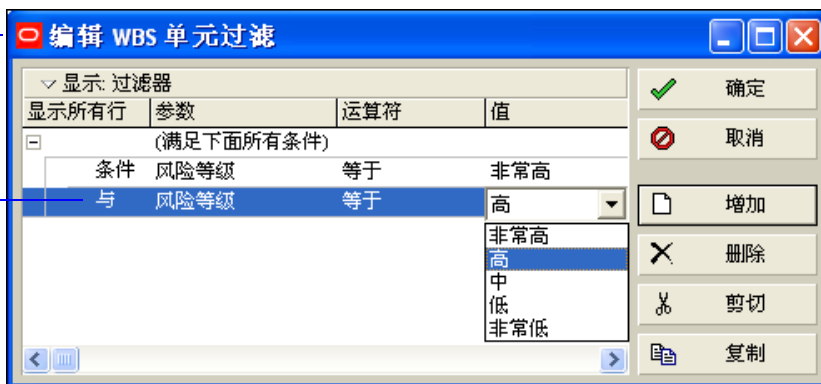 编辑 WBS 单元过滤
显示: 过滤器
显示所有行 参数 运算符 值
(满足下面所有条件)
条件 风险等级 等于 非常高
与 风险等级 等于 高
非常高
高
中
低
非常低
确定
取消
增加
删除
剪切
复制